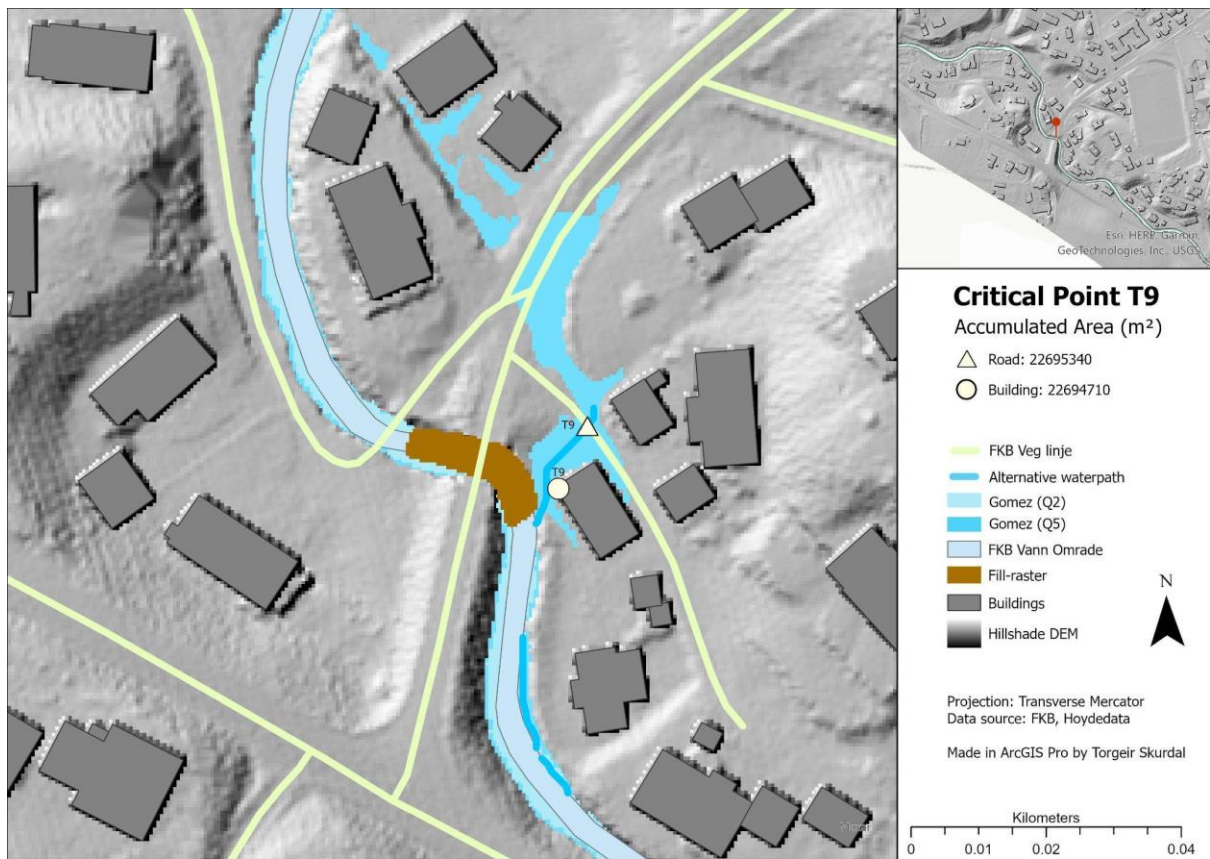 T9
T9
Esri, HERE, Garmin,
GeoTechnologies, Inc., USGS
Critical Point T9
Accumulated Area (m²)
Road: 22695340
Building: 22694710
FKB Veg linje
Alternative waterpath
Gomez (Q2)
Gomez (Q5)
FKB Vann Omrade
Fill-raster
Buildings
Hillshade DEM
N
Projection: Transverse Mercator
Data source: FKB, Hoydedata
Made in ArcGIS Pro by Torgeir Skurdal
Kilometers
0 0.01 0.02 0.04